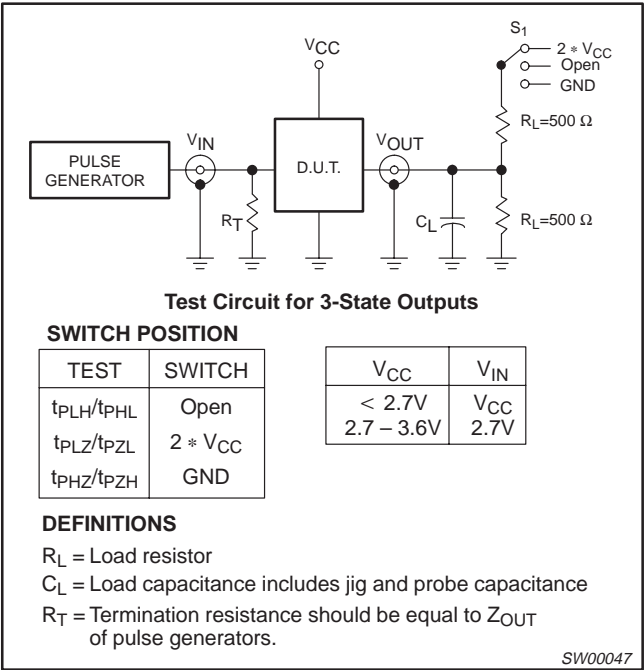 S1
VCC
2 * VCC
Open
GND
RL=500 Ω
VIN
VOUT
PULSE
GENERATOR
D.U.T.
RT
CL
RL=500 Ω
Test Circuit for 3-State Outputs
SWITCH POSITION
TEST SWITCH
tPLH/tPHL Open
tPLZ/tPZL 2 * VCC
tPHZ/tPZH GND
VCC VIN
< 2.7V VCC
2.7 – 3.6V 2.7V
DEFINITIONS
RL = Load resistor
CL = Load capacitance includes jig and probe capacitance
RT = Termination resistance should be equal to ZOUT
of pulse generators.
SW00047